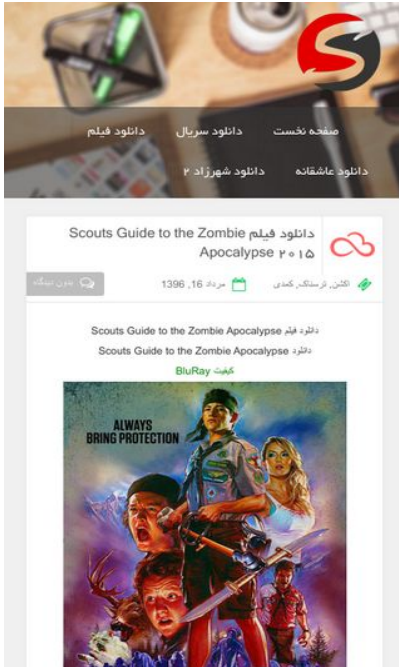 صفحه نخست دانلود سریال دانلود فیلم
دانلود عاشقانه دانلود شهرزاد ۲
دانلود فیلم Scouts Guide to the Zombie
Apocalypse ۲۰۱۵
اکشن, ترسناک, کمدی مرداد 16, 1396 بدون دیدگاه
دانلود فیلم Scouts Guide to the Zombie Apocalypse
دانلود Scouts Guide to the Zombie Apocalypse
کیفیت BluRay
ALWAYS
BRING PROTECTION